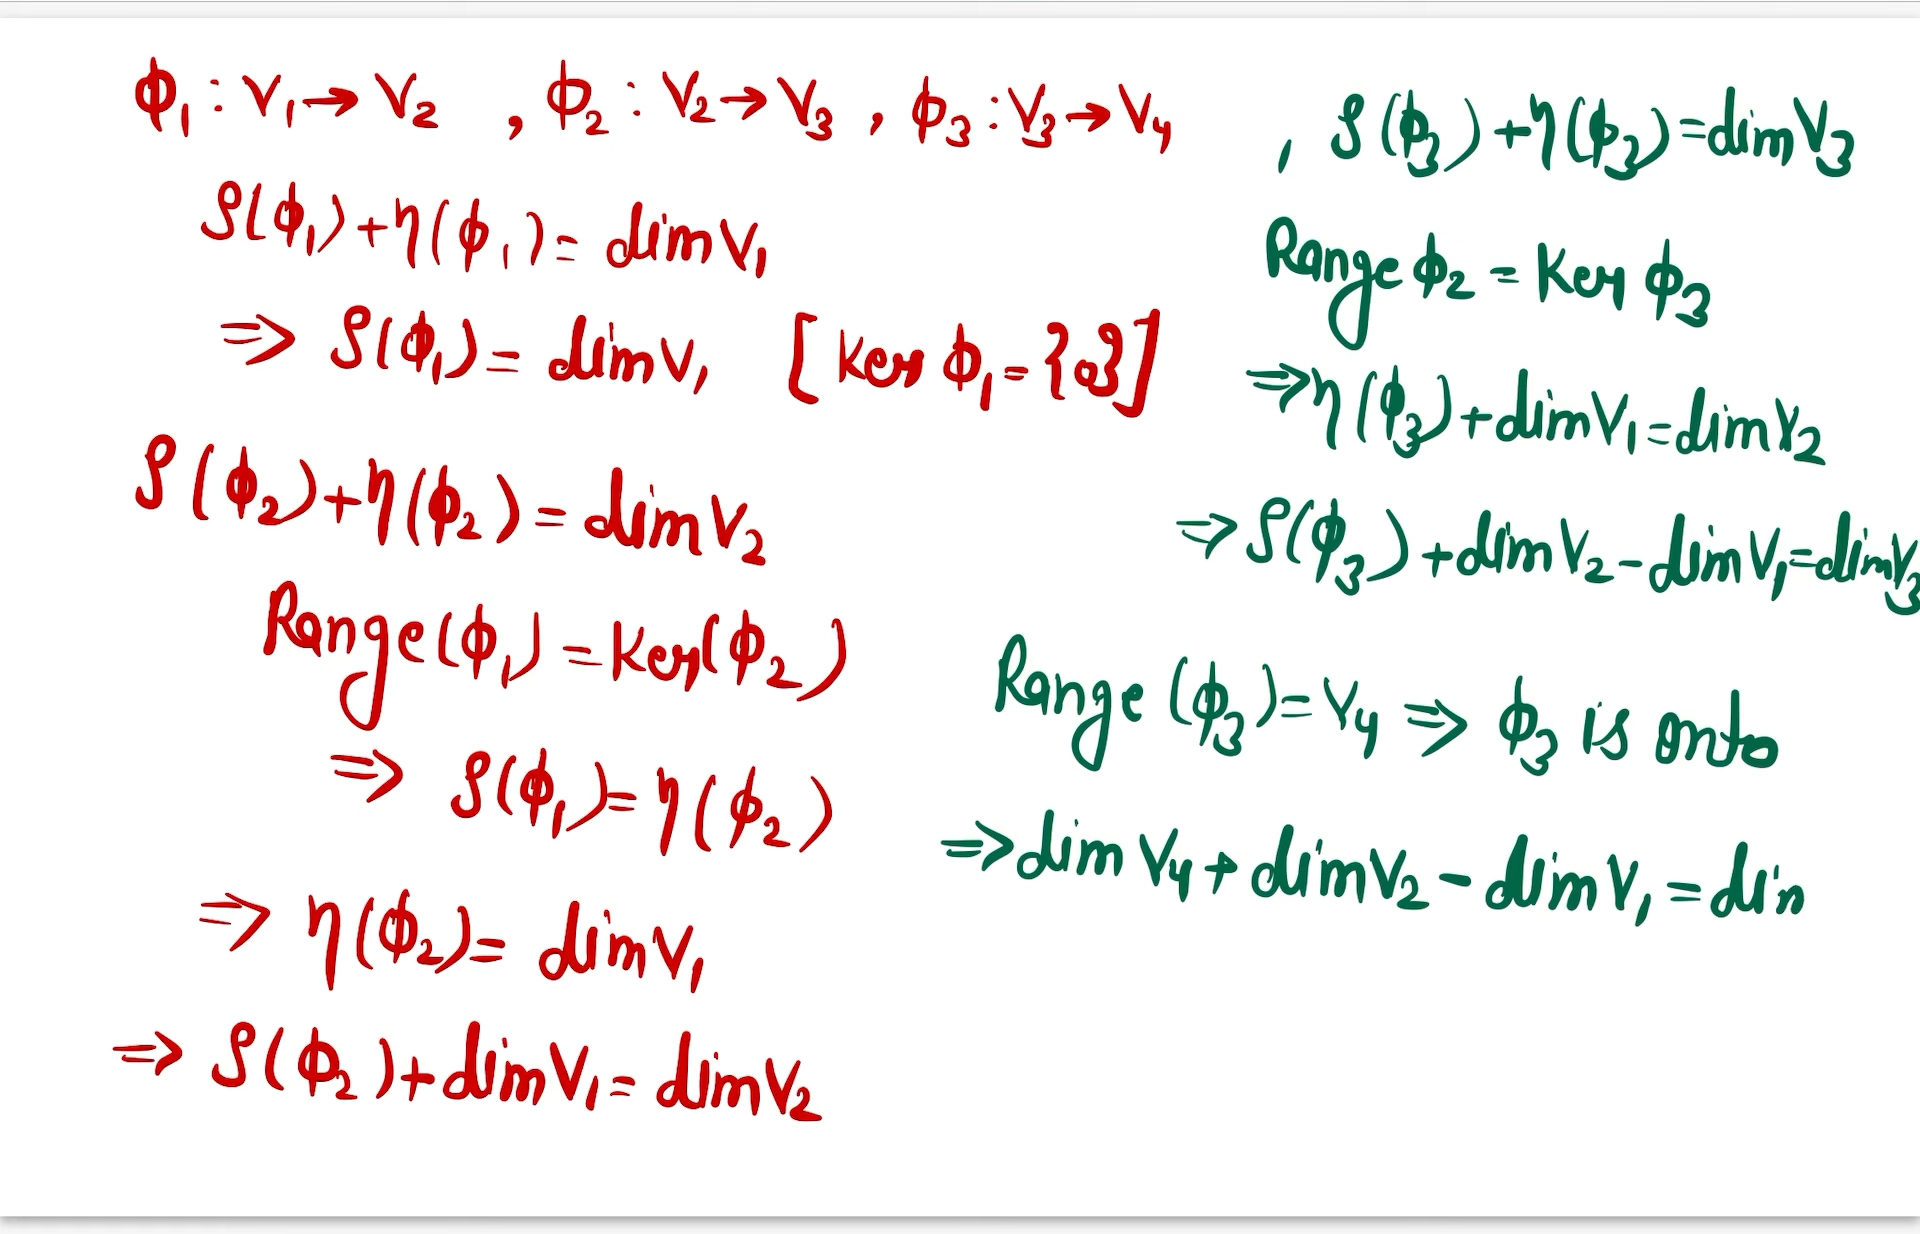 ϕ₁ : V₁ → V₂ , ϕ₂ : V₂ → V₃ , ϕ₃ : V₃ → V₄
ρ(ϕ₁) + η(ϕ₁) = dim V₁
⇒ ρ(ϕ₁) = dim V₁ [Ker ϕ₁ = {0}]
ρ(ϕ₂) + η(ϕ₂) = dim V₂
Range(ϕ₁) = Ker(ϕ₂)
⇒ ρ(ϕ₁) = η(ϕ₂)
⇒ η(ϕ₂) = dim V₁
⇒ ρ(ϕ₂) + dim V₁ = dim V₂
, ρ(ϕ₃) + η(ϕ₃) = dim V₃
Range ϕ₂ = Ker ϕ₃
⇒ η(ϕ₃) + dim V₁ = dim V₂
⇒ ρ(ϕ₃) + dim V₂ - dim V₁ = dim V₃
Range (ϕ₃) = V₄ ⇒ ϕ₃ is onto
⇒ dim V₄ + dim V₂ - dim V₁ = din